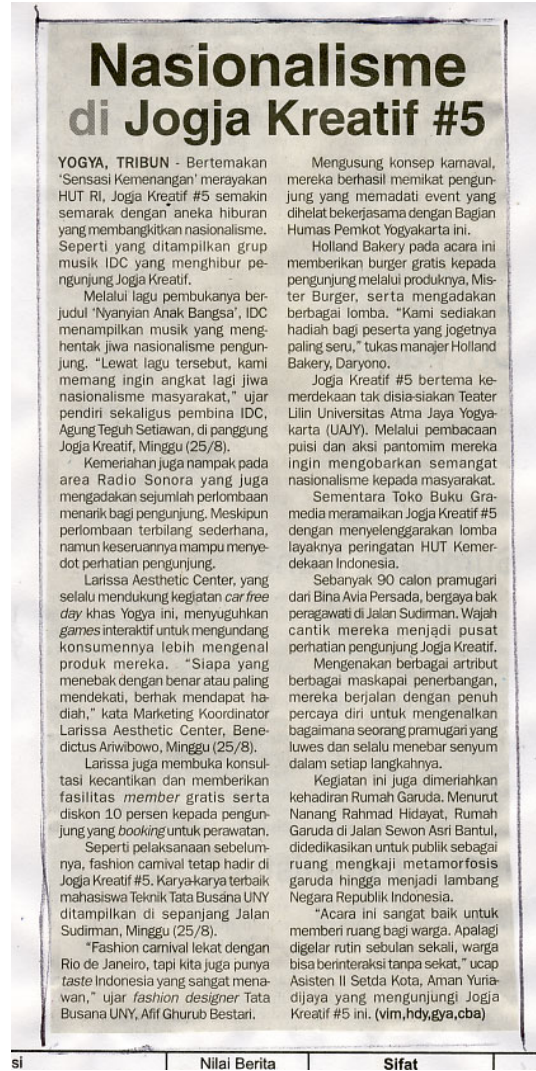 Nasionalisme
di Jogja Kreatif #5
YOGYA, TRIBUN - Bertemakan
'Sensasi Kemenangan' merayakan
HUT RI, Jogja Kreatif #5 semakin
semarak dengan aneka hiburan
yang membangkitkan nasionalisme.
Seperti yang ditampilkan grup
musik IDC yang menghibur pe-
ngunjung Jogja Kreatif.
Melalui lagu pembukanya ber-
judul 'Nyanyian Anak Bangsa', IDC
menampilkan musik yang meng-
hentak jiwa nasionalisme pengun-
jung. "Lewat lagu tersebut, kami
memang ingin angkat lagi jiwa
nasionalisme masyarakat," ujar
pendiri sekaligus pembina IDC,
Agung Teguh Setiawan, di panggung
Jogja Kreatif, Minggu (25/8).
Kemeriahan juga nampak pada
area Radio Sonora yang juga
mengadakan sejumlah perlombaan
menarik bagi pengunjung. Meskipun
perlombaan terbilang sederhana,
namun keseruannya mampu menye-
dot perhatian pengunjung.
Larissa Aesthetic Center, yang
selalu mendukung kegiatan car free
day khas Yogya ini, menyuguhkan
games interaktif untuk mengundang
konsumennya lebih mengenal
produk mereka. "Siapa yang
menebak dengan benar atau paling
mendekati, berhak mendapat ha-
diah," kata Marketing Koordinator
Larissa Aesthetic Center, Bene-
dictus Ariwibowo, Minggu (25/8).
Larissa juga membuka konsul-
tasi kecantikan dan memberikan
fasilitas member gratis serta
diskon 10 persen kepada pengun-
jung yang booking untuk perawatan.
Seperti pelaksanaan sebelum-
nya, fashion carnival tetap hadir di
Jogja Kreatif #5. Karya-karya terbaik
mahasiswa Teknik Tata Busana UNY
ditampilkan di sepanjang Jalan
Sudirman, Minggu (25/8).
"Fashion carnival lekat dengan
Rio de Janeiro, tapi kita juga punya
taste Indonesia yang sangat mena-
wan," ujar fashion designer Tata
Busana UNY, Afif Ghurub Bestari.
Mengusung konsep karnaval,
mereka berhasil memikat pengun-
jung yang memadati event yang
dihelat bekerjasama dengan Bagian
Humas Pemkot Yogyakarta ini.
Holland Bakery pada acara ini
memberikan burger gratis kepada
pengunjung melalui produknya, Mis-
ter Burger, serta mengadakan
berbagai lomba. "Kami sediakan
hadiah bagi peserta yang jogetnya
paling seru," tukas manajer Holland
Bakery, Daryono.
Jogja Kreatif #5 bertema ke-
merdekaan tak disia-siakan Teater
Lilin Universitas Atma Jaya Yogya-
karta (UAJY). Melalui pembacaan
puisi dan aksi pantomim mereka
ingin mengobarkan semangat
nasionalisme kepada masyarakat.
Sementara Toko Buku Gra-
media meramaikan Jogja Kreatif #5
dengan menyelenggarakan lomba
layaknya peringatan HUT Kemer-
dekaan Indonesia.
Sebanyak 90 calon pramugari
dari Bina Avia Persada, bergaya bak
peragawati di Jalan Sudirman. Wajah
cantik mereka menjadi pusat
perhatian pengunjung Jogja Kreatif.
Mengenakan berbagai artribut
berbagai maskapai penerbangan,
mereka berjalan dengan penuh
percaya diri untuk mengenalkan
bagaimana seorang pramugari yang
luwes dan selalu menebar senyum
dalam setiap langkahnya.
Kegiatan ini juga dimeriahkan
kehadiran Rumah Garuda. Menurut
Nanang Rahmad Hidayat, Rumah
Garuda di Jalan Sewon Asri Bantul,
didedikasikan untuk publik sebagai
ruang mengkaji metamorfosis
garuda hingga menjadi lambang
Negara Republik Indonesia.
"Acara ini sangat baik untuk
memberi ruang bagi warga. Apalagi
digelar rutin sebulan sekali, warga
bisa berinteraksi tanpa sekat," ucap
Asisten II Setda Kota, Aman Yuria-
dijaya yang mengunjungi Jogja
Kreatif #5 ini. (vim,hdy,gya,cba)
si
Nilai Berita
Sifat